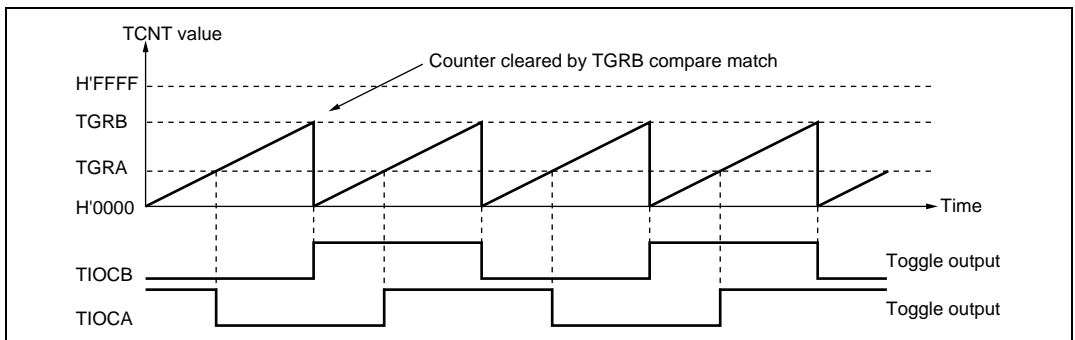 TCNT value
Counter cleared by TGRB compare match
H'FFFF
TGRB
TGRA
H'0000
Time
TIOCB
Toggle output
TIOCA
Toggle output